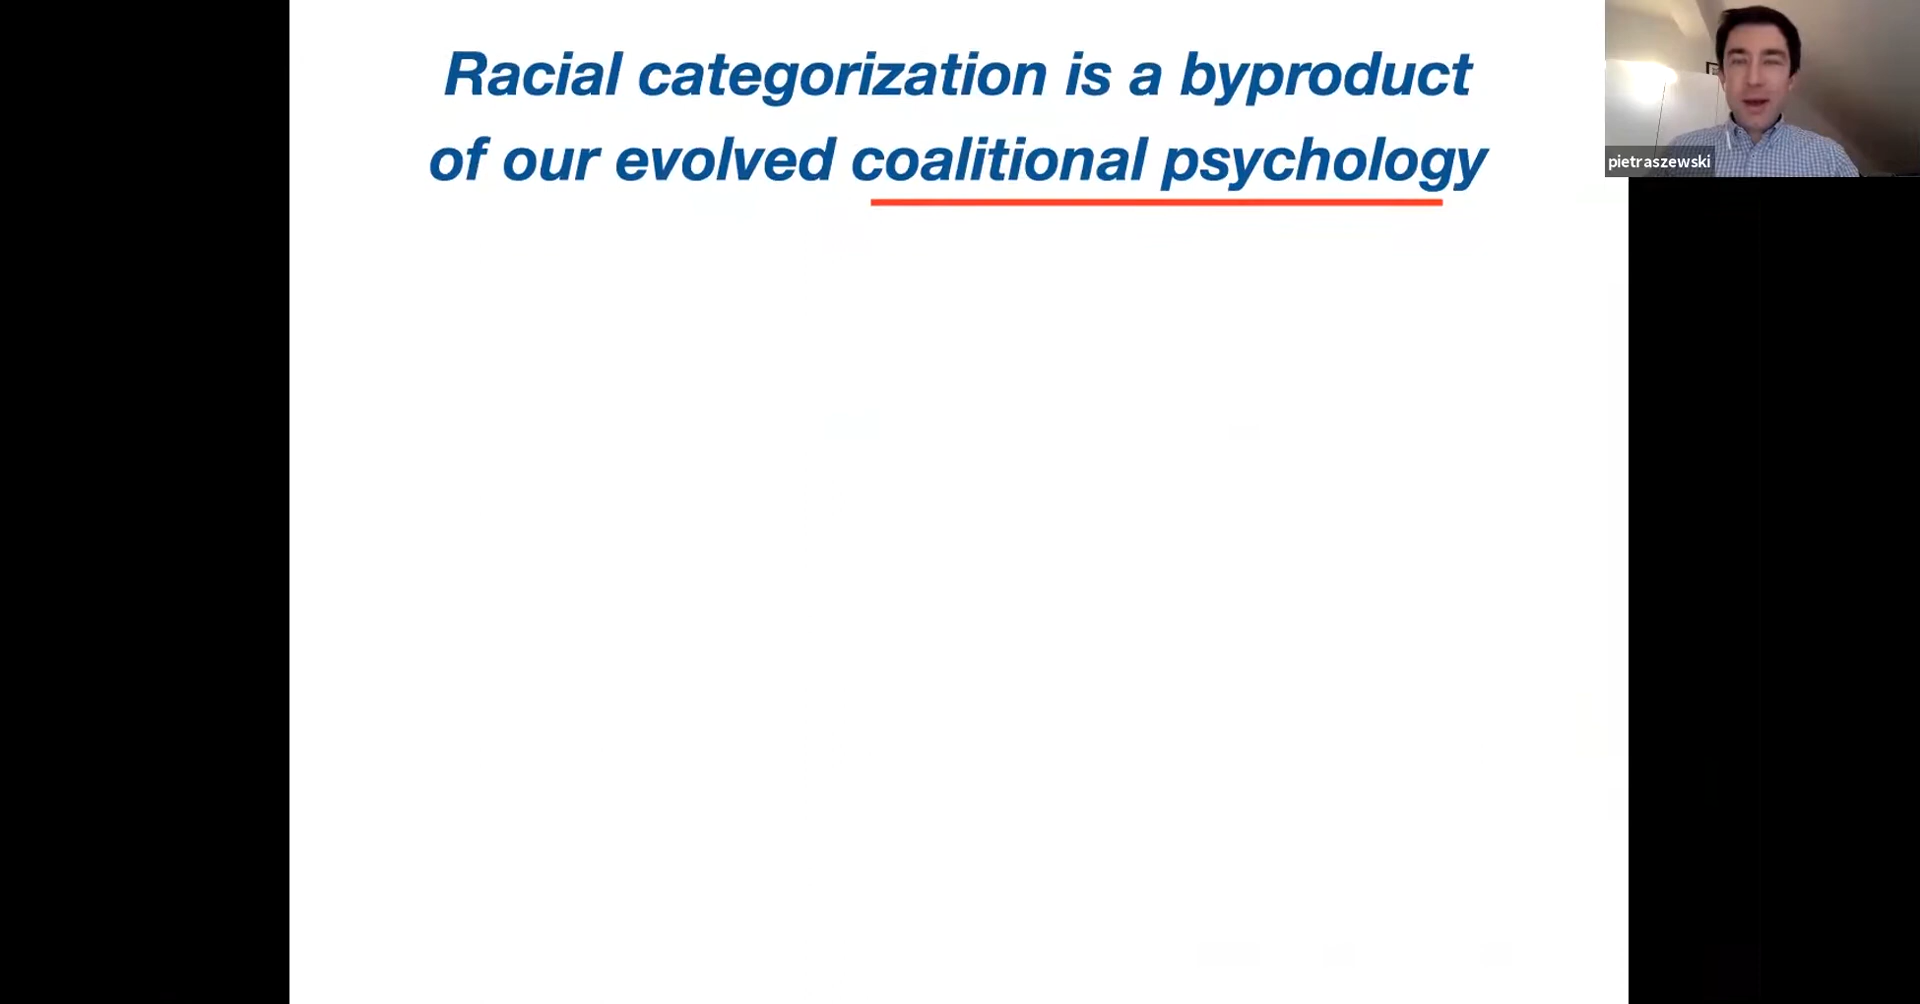 Racial categorization is a byproduct
of our evolved coalitional psychology
pietraszewski